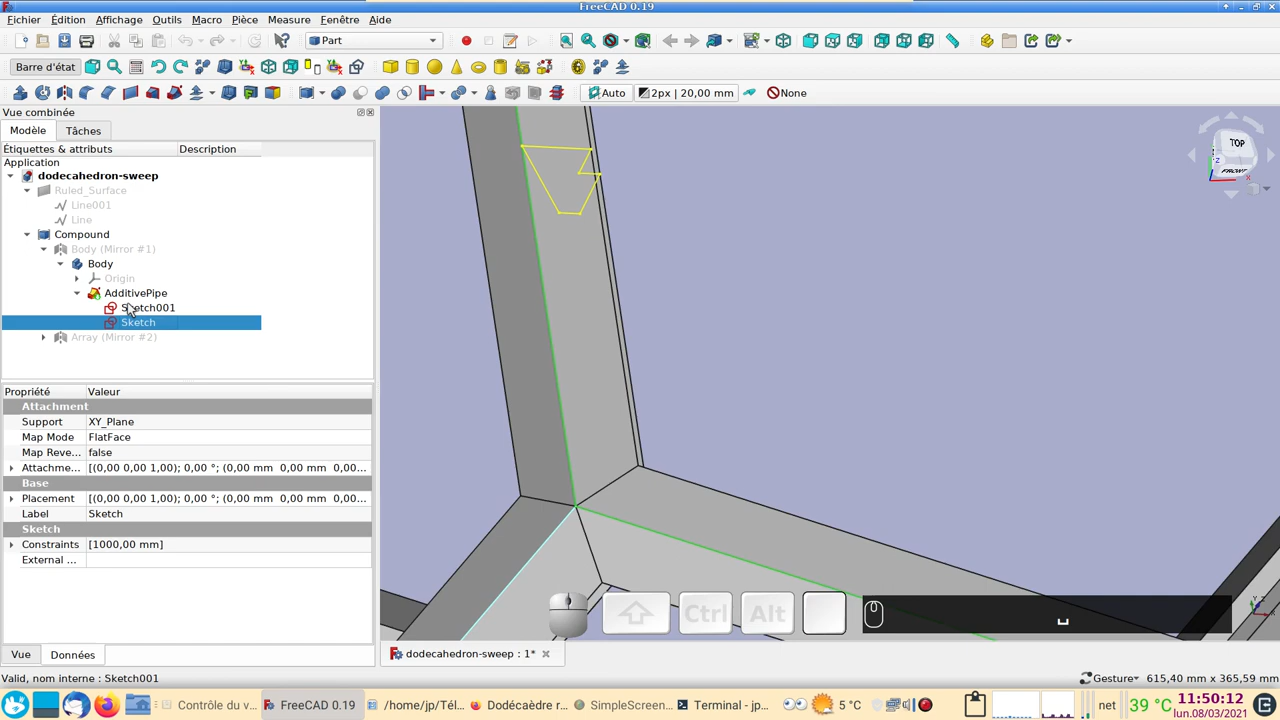 FreeCAD 0.19
Fichier Édition Affichage Outils Macro Pièce Measure Fenêtre Aide
Part
Barre d'état
Auto 2px | 20,00 mm None
Vue combinée
Modèle Tâches
Étiquettes & attributs Description
Application
dodecahedron-sweep
Ruled_Surface
Line001
Line
Compound
Body (Mirror #1)
Body
Origin
AdditivePipe
Sketch001
Sketch
Array (Mirror #2)
TOP
FRONT
Propriété Valeur
Attachment
Support XY_Plane
Map Mode FlatFace
Map Reve... false
Attachme... [(0,00 0,00 1,00); 0,00 °; (0,00 mm 0,00 mm 0,00...
Base
Placement [(0,00 0,00 1,00); 0,00 °; (0,00 mm 0,00 mm 0,00...
Label Sketch
Sketch
Constraints [1000,00 mm]
External ...
Ctrl Alt
Vue Données
dodecahedron-sweep : 1*
Valid, nom interne : Sketch001
Gesture 615,40 mm x 365,59 mm
Contrôle du v... FreeCAD 0.19 /home/jp/Tél... Dodécaèdre r... SimpleScreen... Terminal - jp... 5 °C net 39 °C 11:50:12
lun.08/03/2021